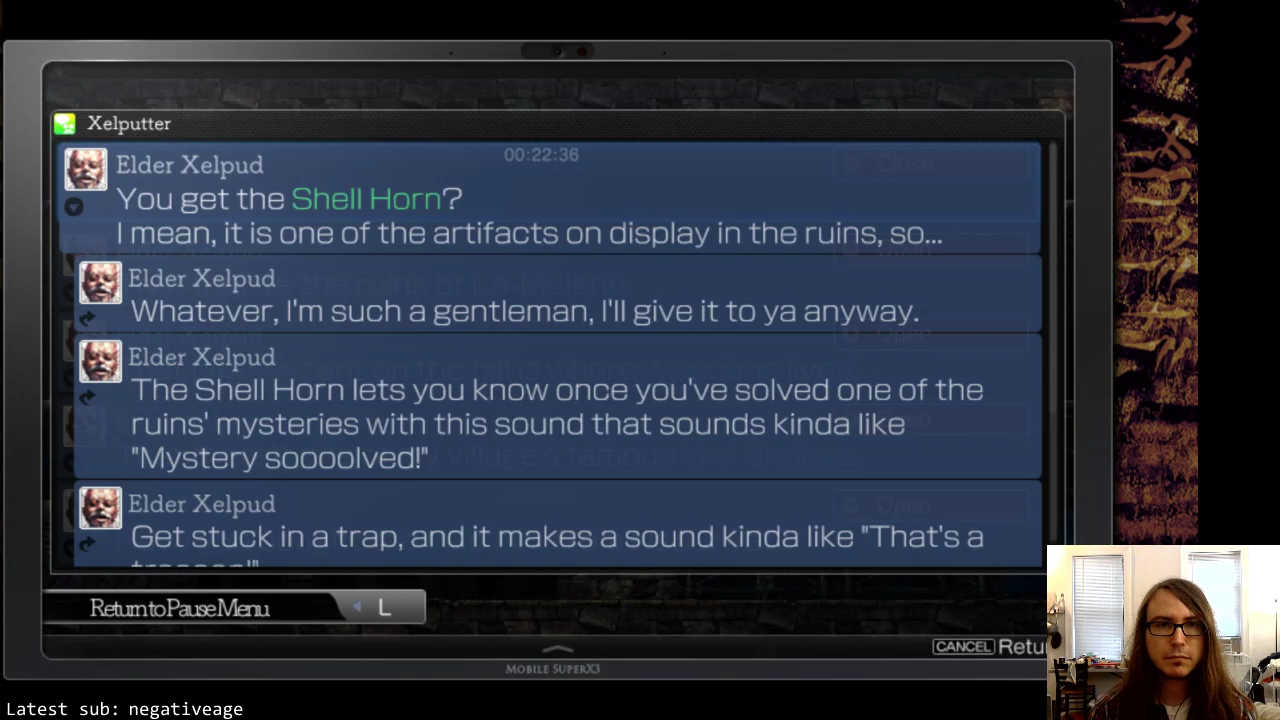 Xelputter
Elder Xelpud
00:22:36
You get the Shell Horn?
I mean, it is one of the artifacts on display in the ruins, so...
Elder Xelpud
Whatever, I'm such a gentleman, I'll give it to ya anyway.
Elder Xelpud
The Shell Horn lets you know once you've solved one of the
ruins' mysteries with this sound that sounds kinda like
"Mystery soooolved!"
Elder Xelpud
Get stuck in a trap, and it makes a sound kinda like "That's a
Return to Pause Menu
CANCEL Retu
MOBILE SUPERX3
Latest sub: negativeage